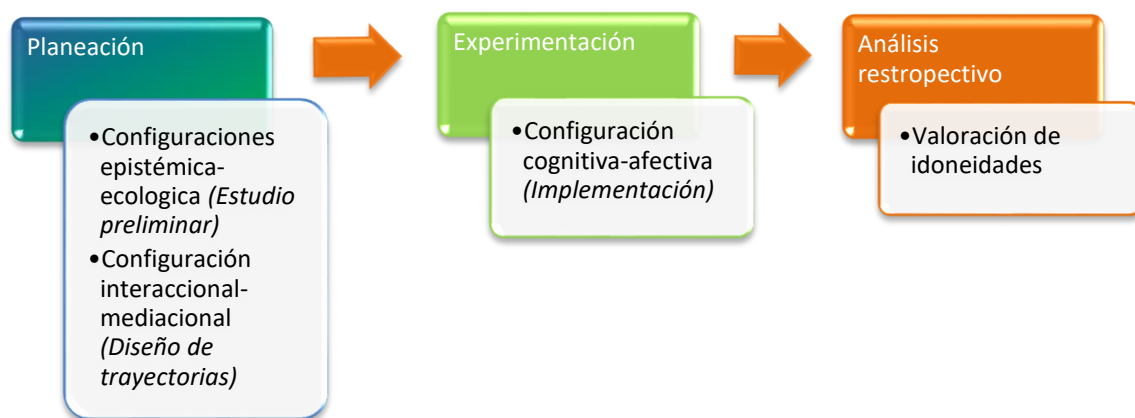 Planeación
•Configuraciones
epistémica-
ecologica (Estudio
preliminar)
•Configuración
interaccional-
mediacional
(Diseño de
trayectorias)
Experimentación
•Configuración
cognitiva-afectiva
(Implementación)
Análisis
restropectivo
•Valoración de
idoneidades